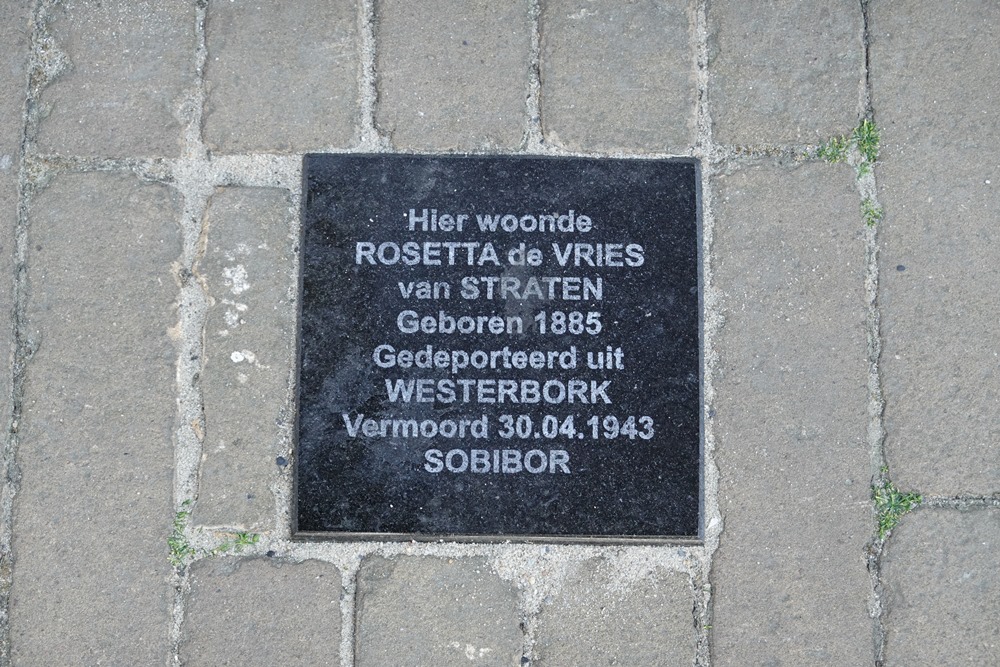 Hier woonde
ROSETTA de VRIES
van STRATEN
Geboren 1885
Gedeporteerd uit
WESTERBORK
Vermoord 30.04.1943
SOBIBOR